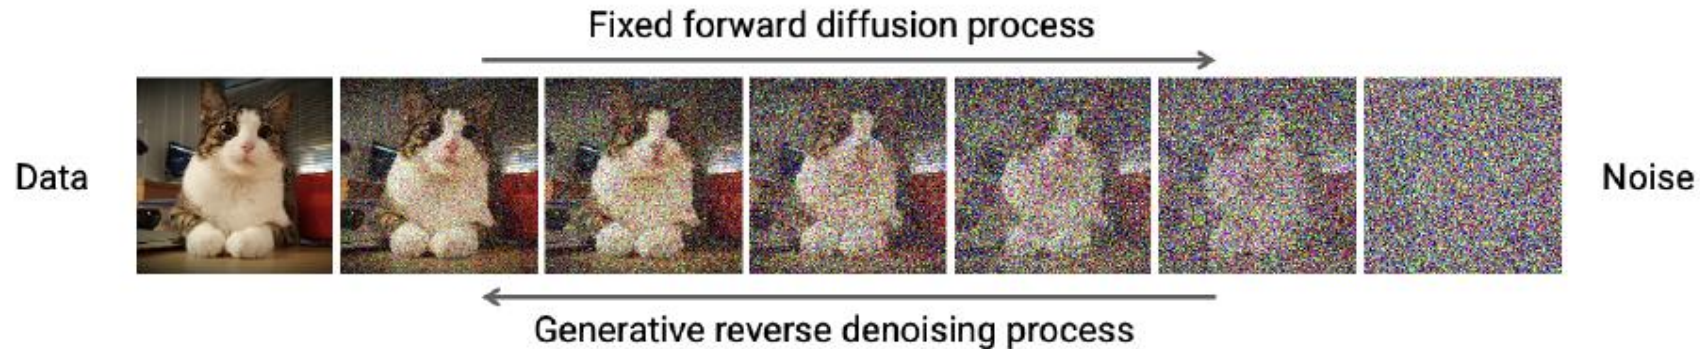 Fixed forward diffusion process
Data
Noise
Generative reverse denoising process